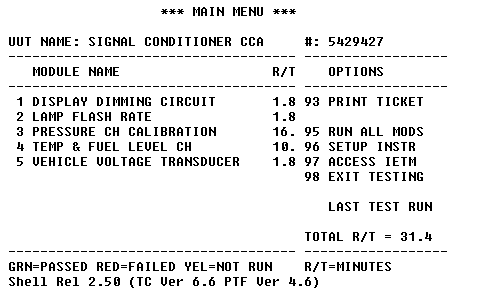 *** MAIN MENU ***
UUT NAME: SIGNAL CONDITIONER CCA #: 5429427
MODULE NAME R/T OPTIONS
1 DISPLAY DIMMING CIRCUIT 1.8 93 PRINT TICKET
2 LAMP FLASH RATE 1.8
3 PRESSURE CH CALIBRATION 16. 95 RUN ALL MODS
4 TEMP & FUEL LEVEL CH 10. 96 SETUP INSTR
5 VEHICLE VOLTAGE TRANSDUCER 1.8 97 ACCESS IETM
98 EXIT TESTING
LAST TEST RUN
TOTAL R/T = 31.4
GRN=PASSED RED=FAILED YEL=NOT RUN R/T=MINUTES
Shell Rel 2.50 (TC Ver 6.6 PTF Ver 4.6)